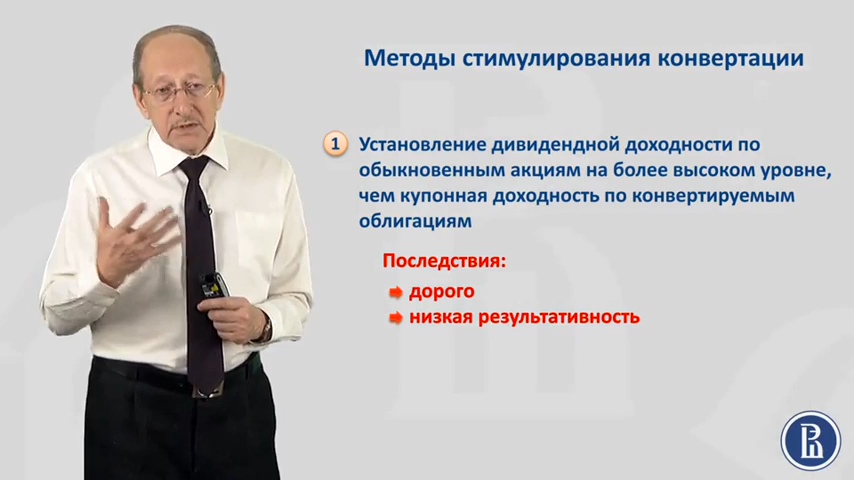 Методы стимулирования конвертации
1 Установление дивидендной доходности по
обыкновенным акциям на более высоком уровне,
чем купонная доходность по конвертируемым
облигациям
Последствия:
дорого
низкая результативность